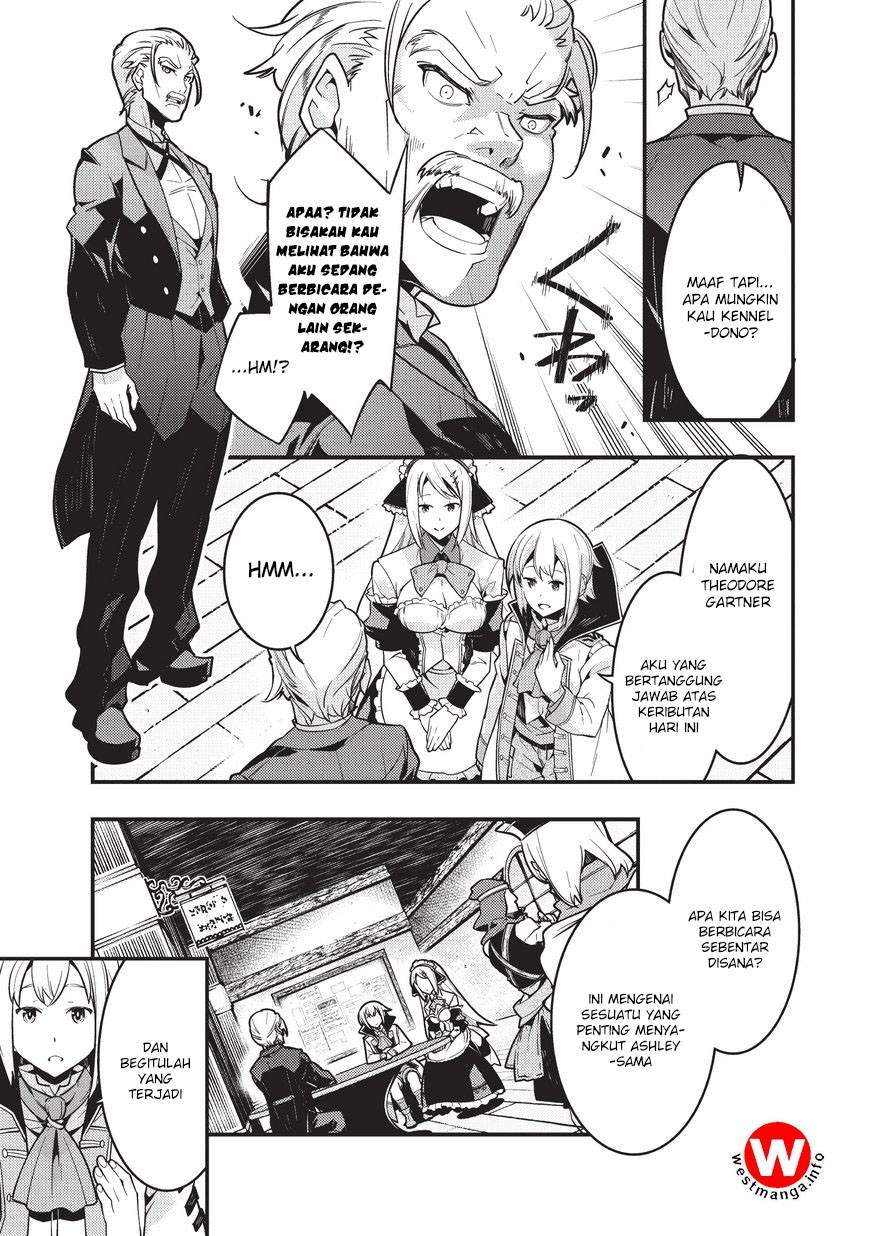 MAAF TAPI...
APA MUNGKIN
KAU KENNEL
-DONO?
APAA? TIDAK
BISAKAH KAU
MELIHAT BAHWA
AKU SEDANG
BERBICARA DE-
NGAN ORANG
LAIN SEK-
ARANG!?
...HM!?
NAMAKU
THEODORE
GARTNER
AKU YANG
BERTANGGUNG
JAWAB ATAS
KERIBUTAN
HARI INI
HMM...
APA KITA BISA
BERBICARA
SEBENTAR
DISANA?
INI MENGENAI
SESUATU YANG
PENTING MENYA-
NGKUT ASHLEY
-SAMA
DAN
BEGITULAH
YANG
TERJADI
W
westmanga.info